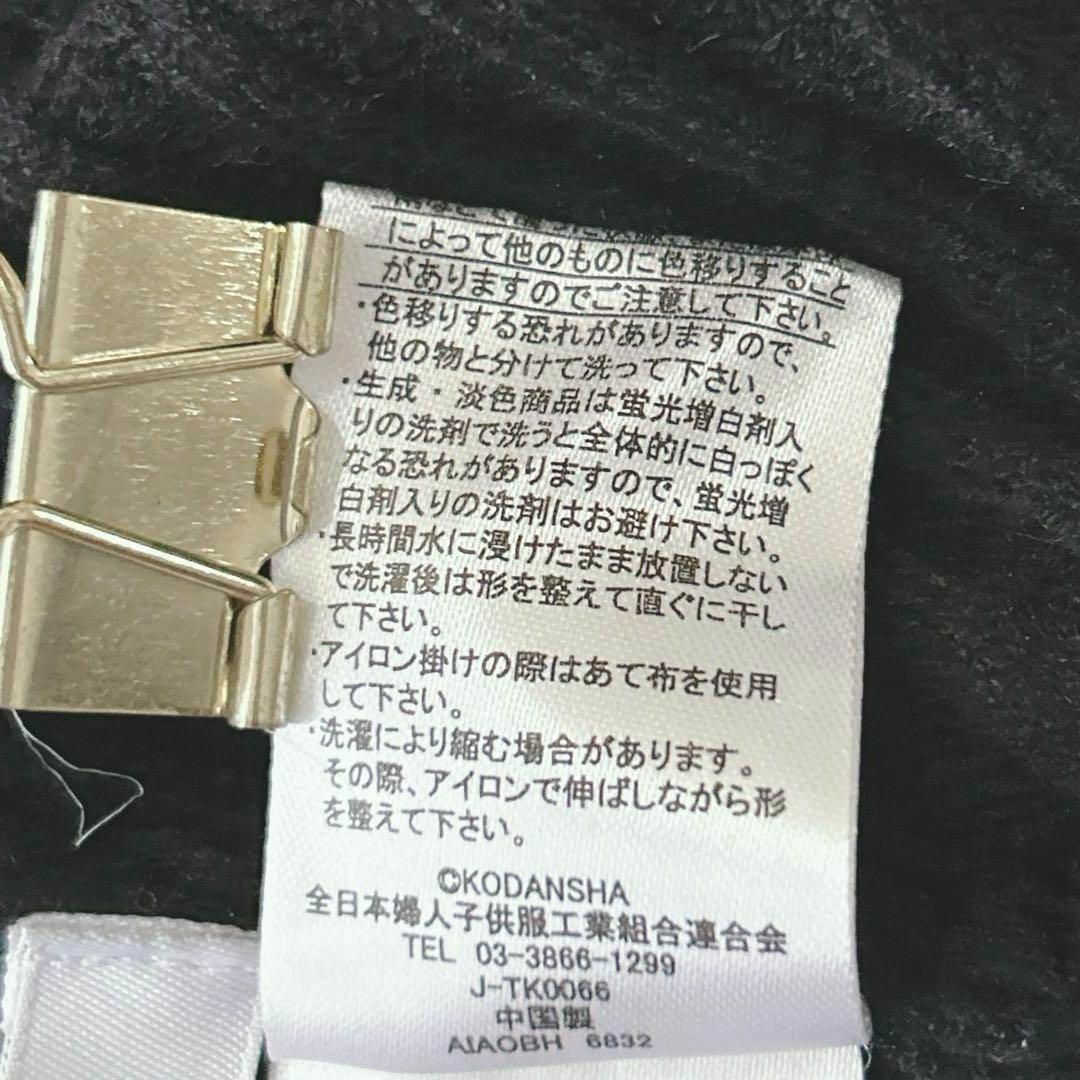 によって他のものに色移りすること
がありますのでご注意して下さい。
・色移りする恐れがありますので、
他の物と分けて洗って下さい。
・生成・淡色商品は蛍光増白剤入
りの洗剤で洗うと全体的に白っぽく
なる恐れがありますので、蛍光増
白剤入りの洗剤はお避け下さい。
・長時間水に浸けたまま放置しない
で洗濯後は形を整えて直ぐに干し
て下さい。
・アイロン掛けの際はあて布を使用
して下さい。
・洗濯により縮む場合があります。
その際、アイロンで伸ばしながら形
を整えて下さい。
©KODANSHA
全日本婦人子供服工業組合連合会
TEL 03-3866-1299
J-TK0066
中国製
AIAOBH 6832